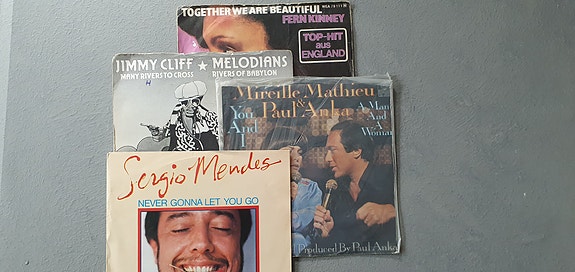 TOGETHER WE ARE BEAUTIFUL
FERN KINNEY
TOP-HIT
aus
ENGLAND
JIMMY CLIFF ★ MELODIANS
MANY RIVERS TO CROSS RIVERS OF BABYLON
Mireille Mathieu
& Paul Anka
You
And I
A Man
And A
Woman
Produced By Paul Anka
Sergio Mendes
NEVER GONNA LET YOU GO